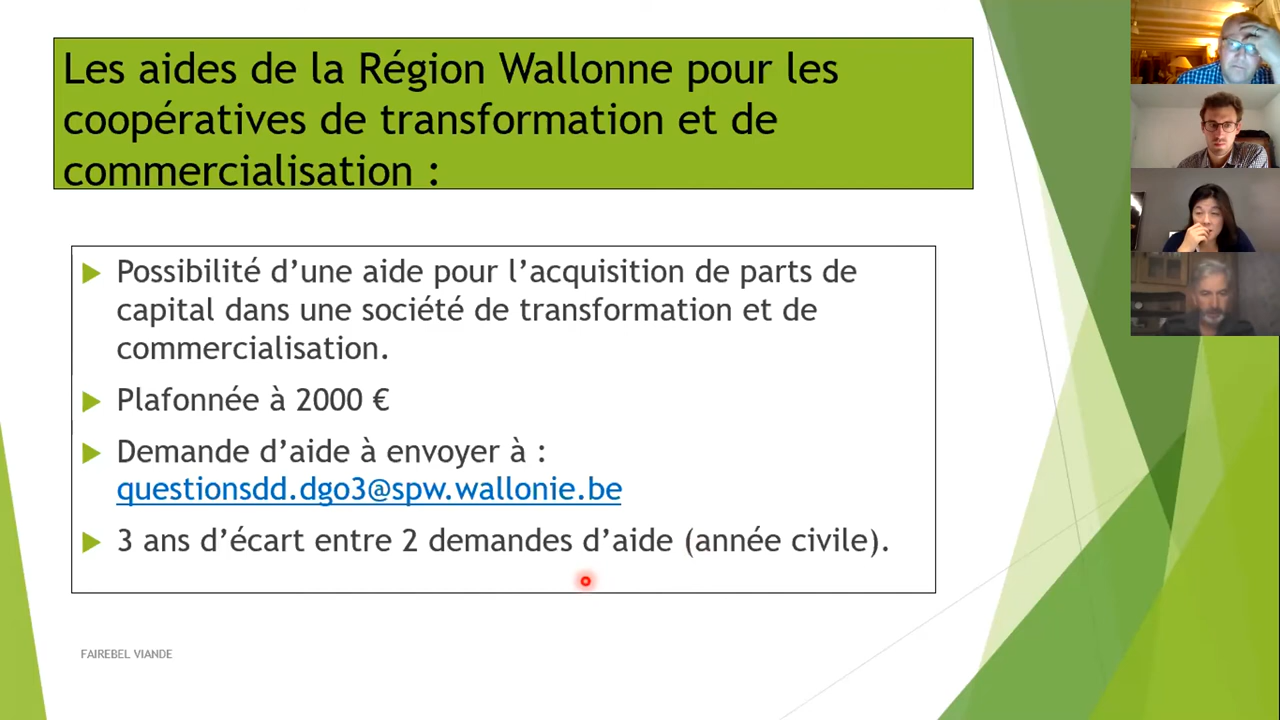 Les aides de la Région Wallonne pour les
coopératives de transformation et de
commercialisation :
Possibilité d’une aide pour l’acquisition de parts de
capital dans une société de transformation et de
commercialisation.
Plafonnée à 2000 €
Demande d’aide à envoyer à :
questionsdd.dgo3@spw.wallonie.be
3 ans d’écart entre 2 demandes d’aide (année civile).
FAIREBEL VIANDE